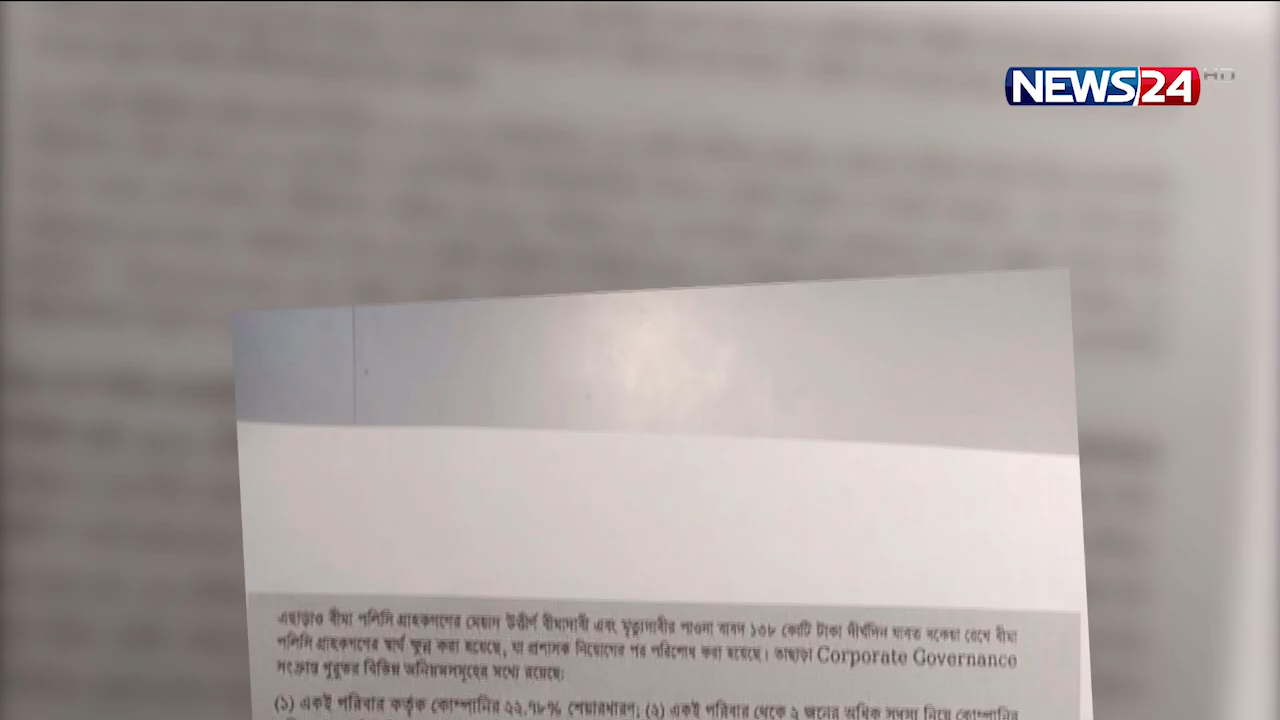 NEWS24 HD
এছাড়াও বীমা পলিসি গ্রাহকগণের মেয়াদ উত্তীর্ণ বীমাদাবী এবং মৃত্যুদাবীর পাওনা বাবদ ১৩৮ কোটি টাকা দীর্ঘদিন যাবত বকেয়া রেখে বীমা
পলিসি গ্রাহকগণের স্বার্থ ক্ষুন্ন করা হয়েছে, যা প্রশাসক নিয়োগের পর পরিশোধ করা হয়েছে। তাছাড়া Corporate Governance
সংক্রান্ত গুরুতর বিভিন্ন অনিয়মসমূহের মধ্যে রয়েছে:
(১) একই পরিবার কর্তৃক কোম্পানির ২২.৭৮% শেয়ারধারণ; (২) একই পরিবার থেকে ২ জনের অধিক সদস্য নিয়ে কোম্পানির